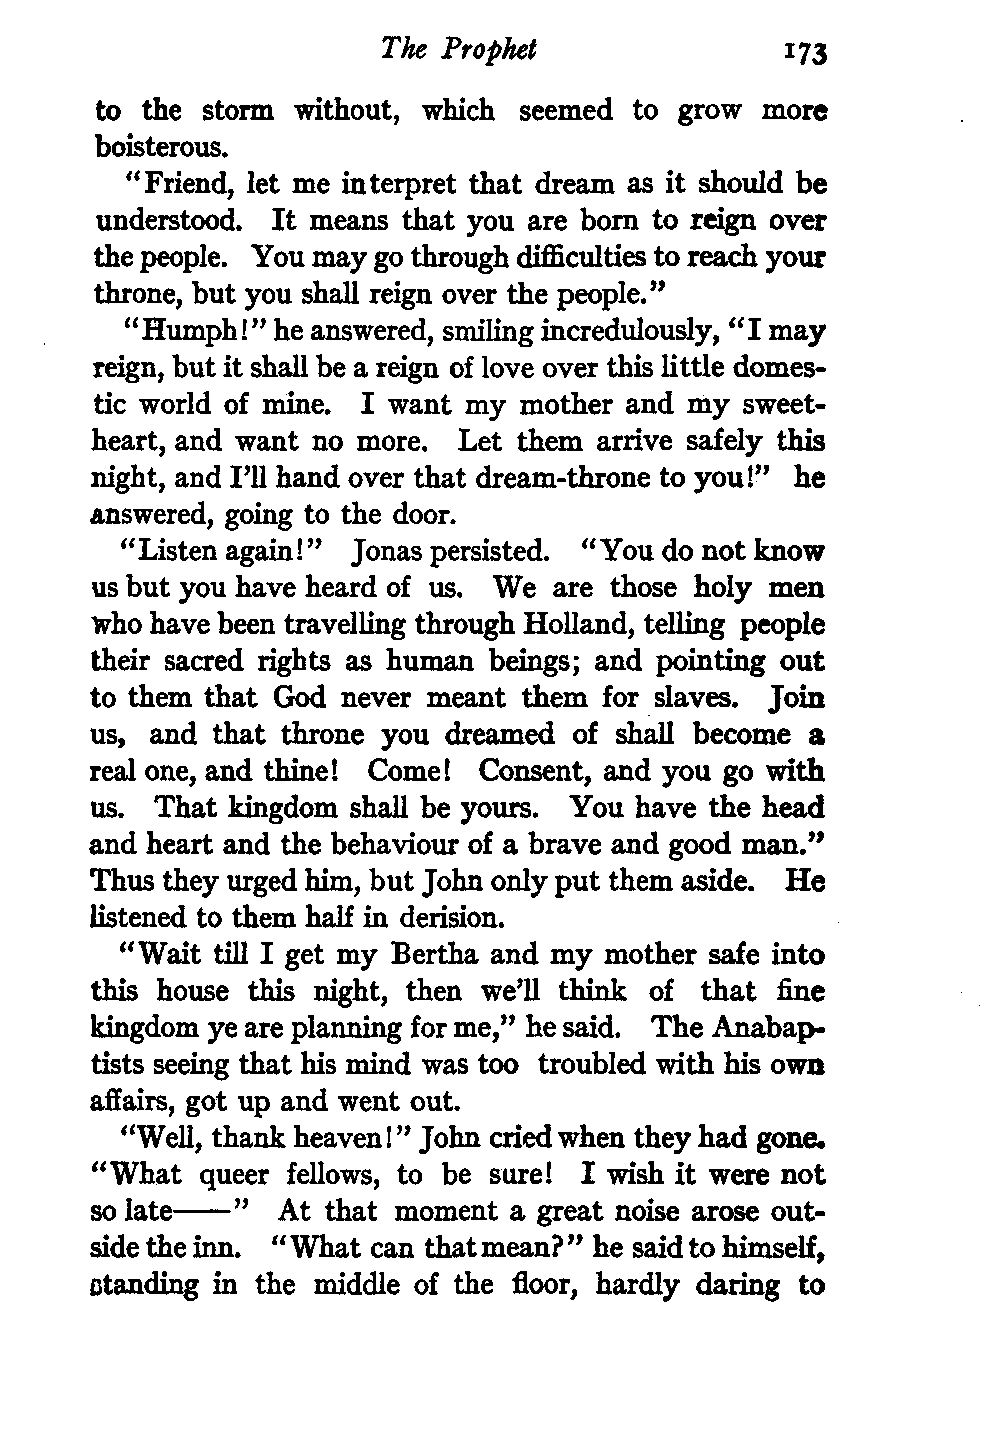 The Prophet 173
to the storm without, which seemed to grow more
boisterous.
"Friend, let me interpret that dream as it should be
understood. It means that you are born to reign over
the people. You may go through difficulties to reach your
throne, but you shall reign over the people."
"Humph!" he answered, smiling incredulously, "I may
reign, but it shall be a reign of love over this little domes-
tic world of mine. I want my mother and my sweet-
heart, and want no more. Let them arrive safely this
night, and I'll hand over that dream-throne to you!" he
answered, going to the door.
"Listen again!" Jonas persisted. "You do not know
us but you have heard of us. We are those holy men
who have been travelling through Holland, telling people
their sacred rights as human beings; and pointing out
to them that God never meant them for slaves. Join
us, and that throne you dreamed of shall become a
real one, and thine! Come! Consent, and you go with
us. That kingdom shall be yours. You have the head
and heart and the behaviour of a brave and good man."
Thus they urged him, but John only put them aside. He
listened to them half in derision.
"Wait till I get my Bertha and my mother safe into
this house this night, then we'll think of that fine
kingdom ye are planning for me," he said. The Anabap-
tists seeing that his mind was too troubled with his own
affairs, got up and went out.
"Well, thank heaven!" John cried when they had gone.
"What queer fellows, to be sure! I wish it were not
so late——" At that moment a great noise arose out-
side the inn. "What can that mean?" he said to himself,
standing in the middle of the floor, hardly daring to